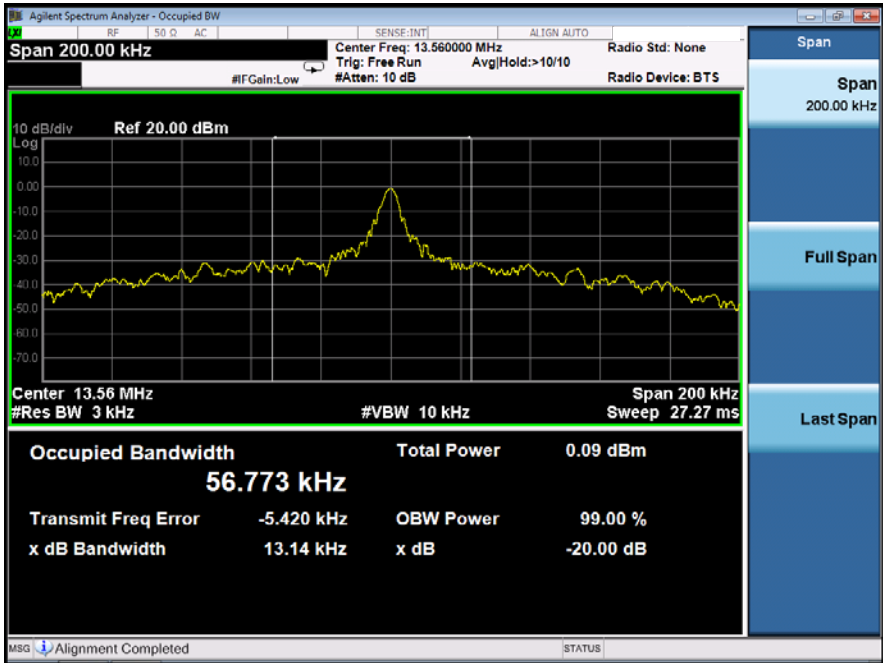 Agilent Spectrum Analyzer - Occupied BW
RF 50 Ω AC SENSE:INT ALIGN AUTO
Span 200.00 kHz
Center Freq: 13.560000 MHz Radio Std: None
Trig: Free Run Avg|Hold:>10/10
#IFGain:Low #Atten: 10 dB Radio Device: BTS
10 dB/div Ref 20.00 dBm
Log
10.0
0.00
-10.0
-20.0
-30.0
-40.0
-50.0
-60.0
-70.0
Center 13.56 MHz Span 200 kHz
#Res BW 3 kHz #VBW 10 kHz Sweep 27.27 ms
Occupied Bandwidth Total Power 0.09 dBm
56.773 kHz
Transmit Freq Error -5.420 kHz OBW Power 99.00 %
x dB Bandwidth 13.14 kHz x dB -20.00 dB
MSG Alignment Completed STATUS
Span
Span
200.00 kHz
Full Span
Last Span